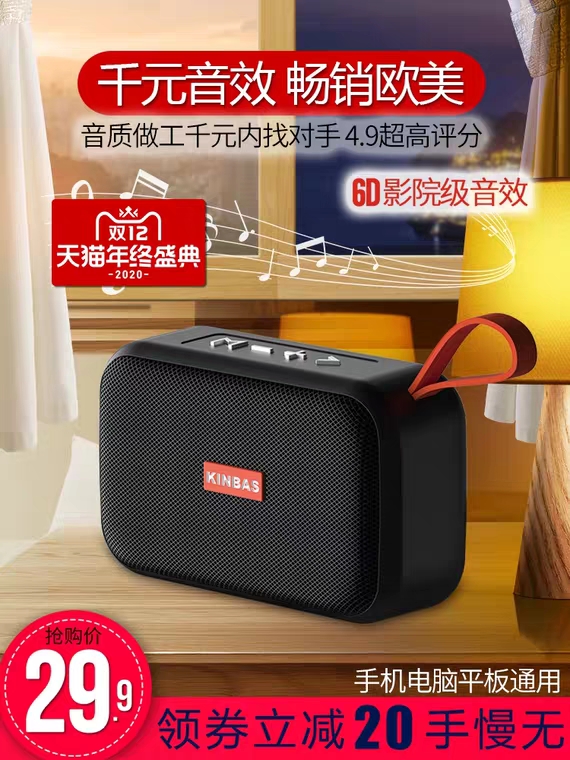 千元音效 畅销欧美
音质做工千元内找对手 4.9超高评分
6D影院级音效
双12
天猫年终盛典
-2020-
KINBAS
抢购价
29.9
手机电脑平板通用
领券立减20手慢无